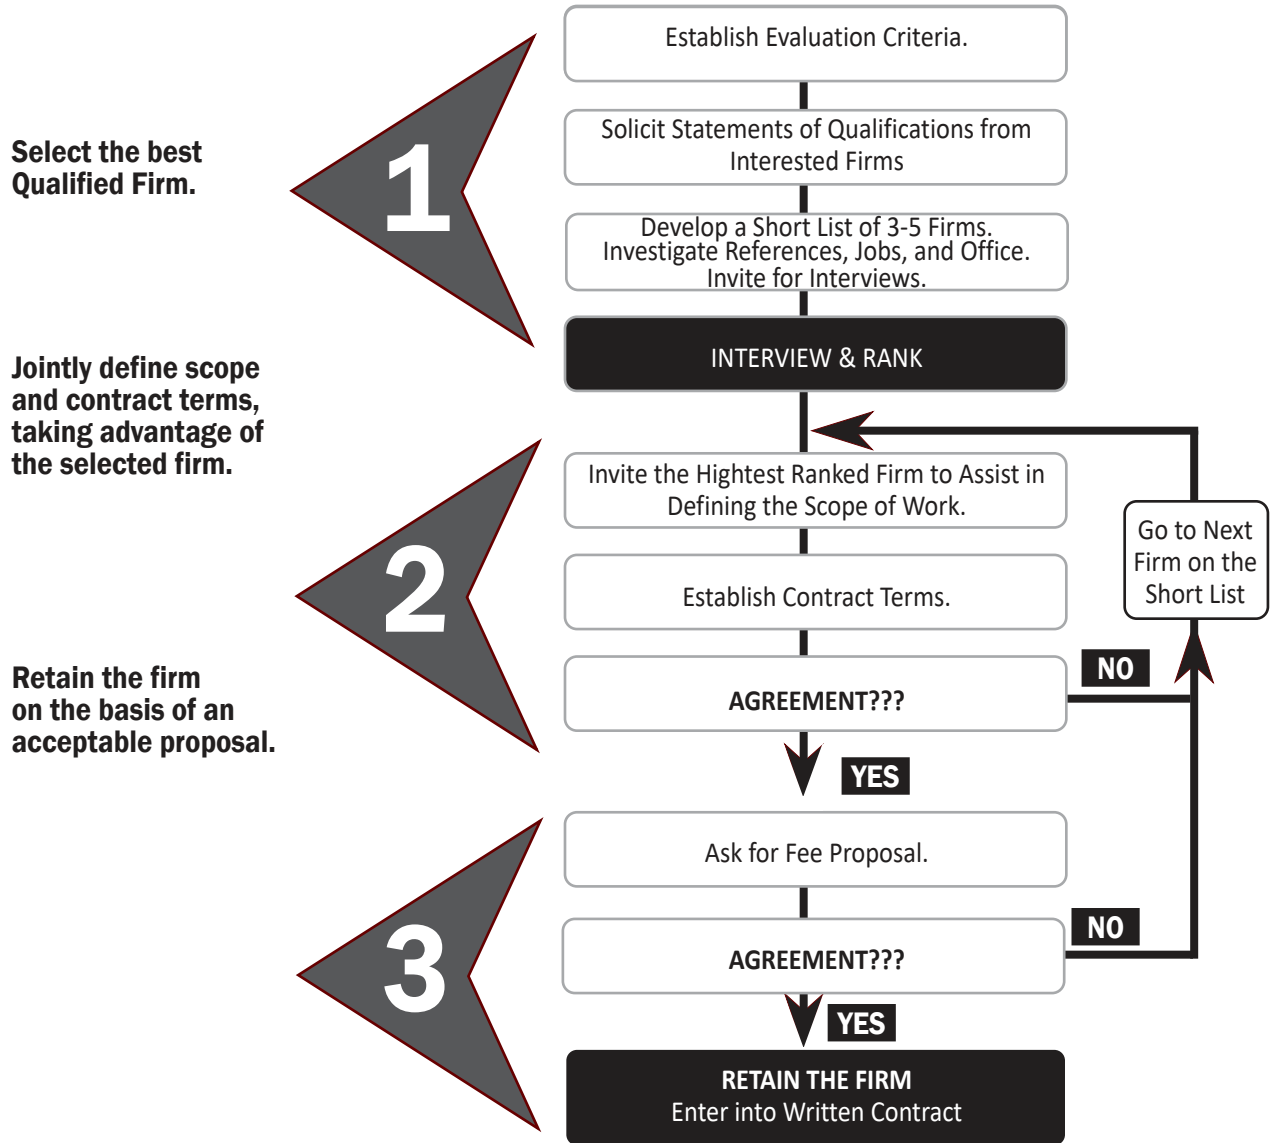 Establish Evaluation Criteria.
Select the best
Qualified Firm.
1
Solicit Statements of Qualifications from
Interested Firms
Develop a Short List of 3-5 Firms.
Investigate References, Jobs, and Office.
Invite for Interviews.
INTERVIEW & RANK
Jointly define scope
and contract terms,
taking advantage of
the selected firm.
2
Invite the Highest Ranked Firm to Assist in
Defining the Scope of Work.
Go to Next
Firm on the
Short List
Establish Contract Terms.
AGREEMENT???
NO
YES
Retain the firm
on the basis of an
acceptable proposal.
3
Ask for Fee Proposal.
AGREEMENT???
NO
YES
RETAIN THE FIRM
Enter into Written Contract